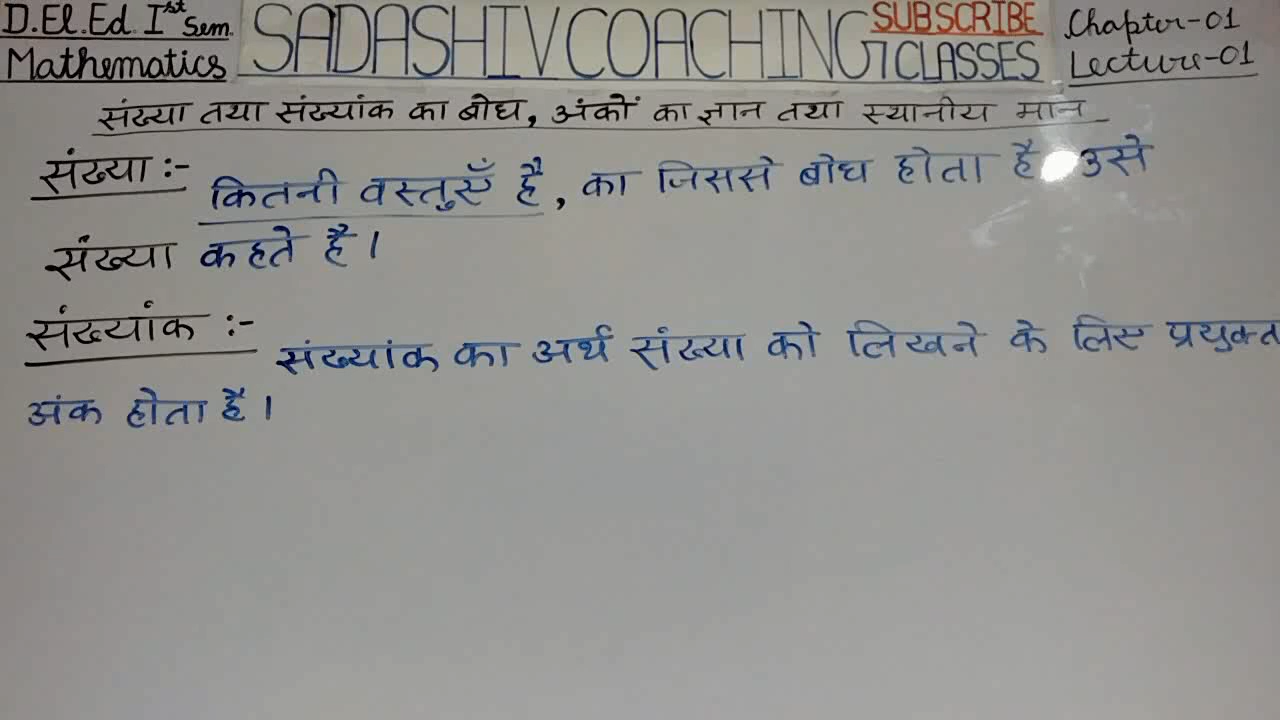 D.El.Ed. Ist Sem.
Mathematics
SADASHIV COACHING CLASSES
SUBSCRIBE
Chapter-01
Lecture-01
संख्या तथा संख्यांक का बोध, अंकों का ज्ञान तथा स्थानीय मान
संख्या :- कितनी वस्तुएँ है, का जिससे बोध होता है उसे
संख्या कहते है।
संख्यांक :- संख्यांक का अर्थ संख्या को लिखने के लिए प्रयुक्त
अंक होता है।